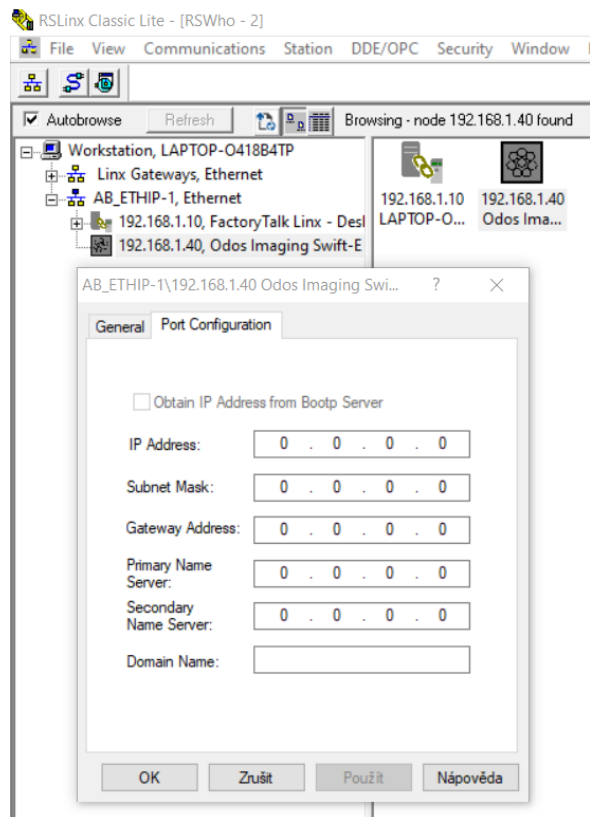 RSLinx Classic Lite - [RSWho - 2]
File View Communications Station DDE/OPC Security Window
Autobrowse Refresh Browsing - node 192.168.1.40 found
Workstation, LAPTOP-O418B4TP
Linx Gateways, Ethernet
AB_ETHIP-1, Ethernet
192.168.1.10, FactoryTalk Linx - Desl
192.168.1.40, Odos Imaging Swift-E
192.168.1.10
LAPTOP-O...
192.168.1.40
Odos Ima...
AB_ETHIP-1\192.168.1.40 Odos Imaging Swi... ?
General Port Configuration
Obtain IP Address from Bootp Server
IP Address: 0 . 0 . 0 . 0
Subnet Mask: 0 . 0 . 0 . 0
Gateway Address: 0 . 0 . 0 . 0
Primary Name
Server: 0 . 0 . 0 . 0
Secondary
Name Server: 0 . 0 . 0 . 0
Domain Name:
OK Zrušit Použít Nápověda